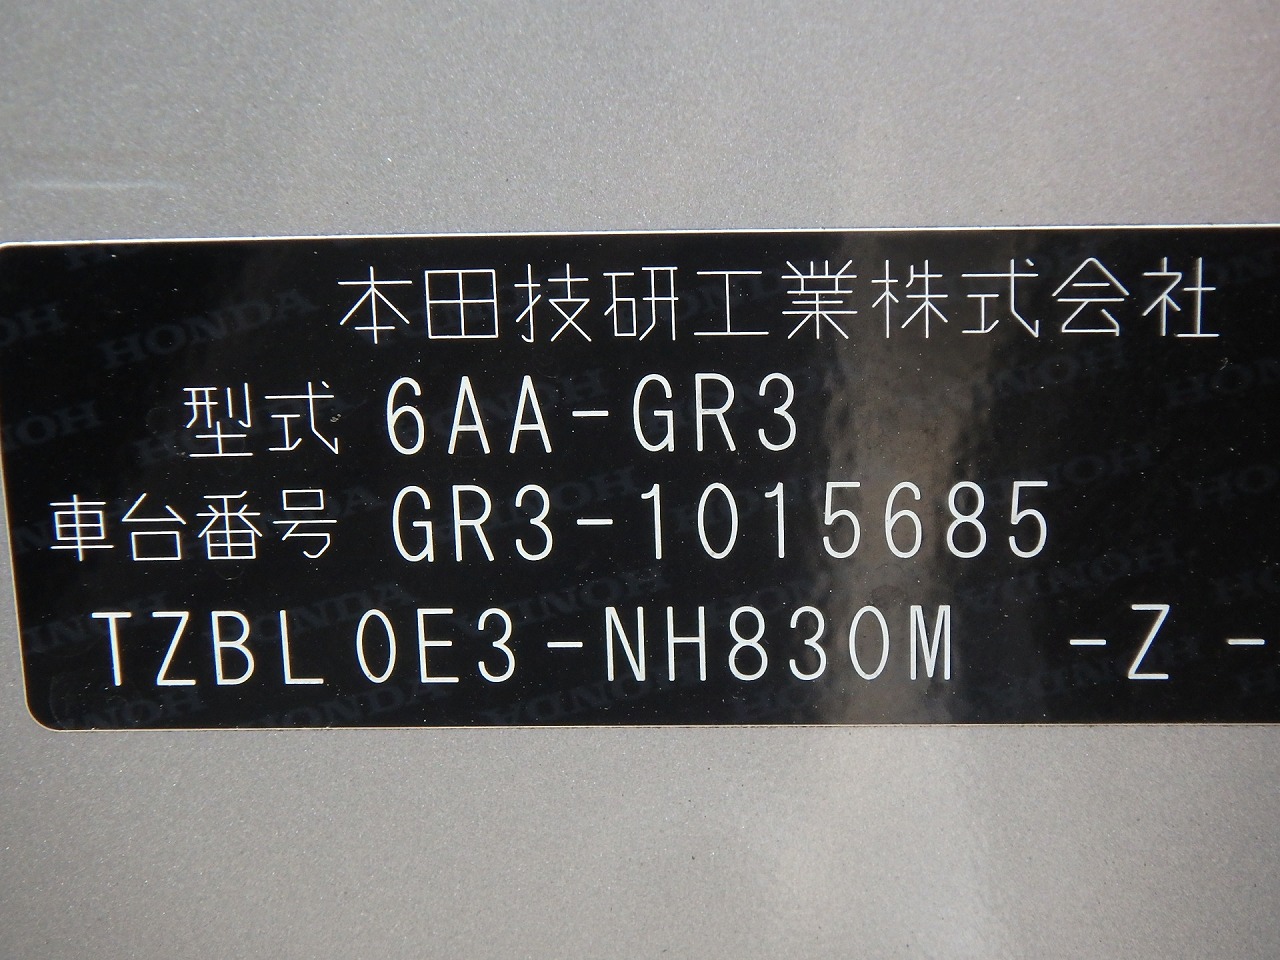 本田技研工業株式会社
型式 6AA-GR3
車台番号 GR3-1015685
TZBL0E3-NH830M -Z -